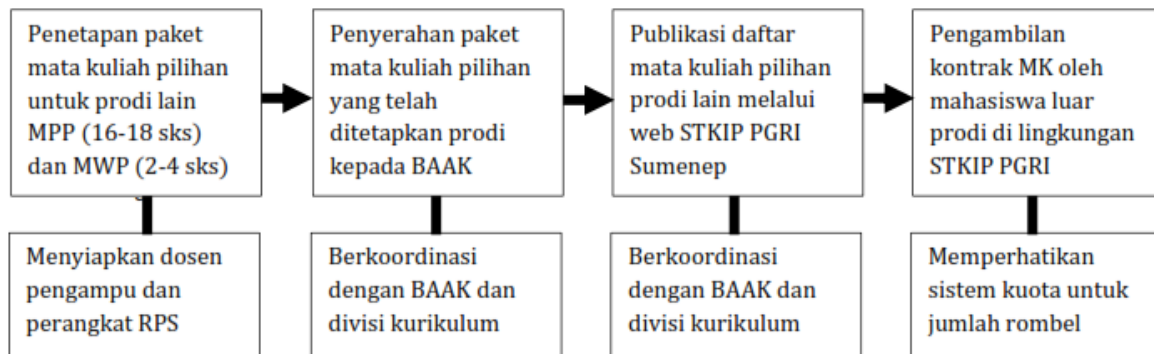 Penetapan paket
mata kuliah pilihan
untuk prodi lain
MPP (16-18 sks)
dan MWP (2-4 sks)
Penyerahan paket
mata kuliah pilihan
yang telah
ditetapkan prodi
kepada BAAK
Publikasi daftar
mata kuliah pilihan
prodi lain melalui
web STKIP PGRI
Sumenep
Pengambilan
kontrak MK oleh
mahasiswa luar
prodi di lingkungan
STKIP PGRI
Menyiapkan dosen
pengampu dan
perangkat RPS
Berkoordinasi
dengan BAAK dan
divisi kurikulum
Berkoordinasi
dengan BAAK dan
divisi kurikulum
Memperhatikan
sistem kuota untuk
jumlah rombel